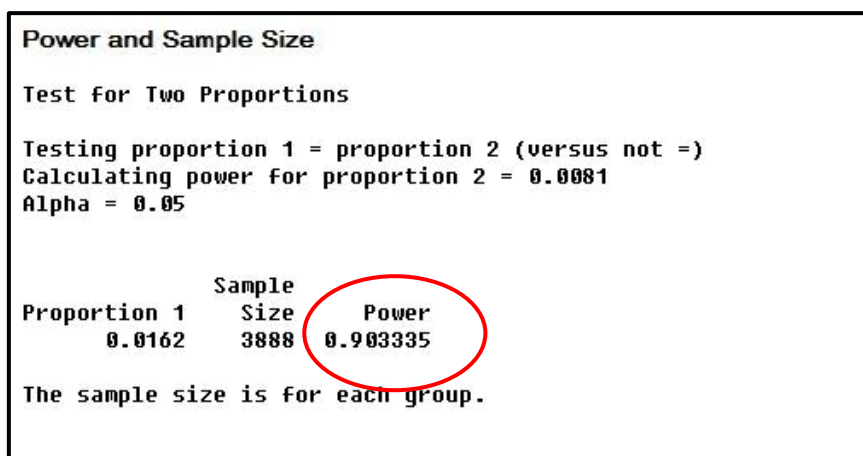 Power and Sample Size
Test for Two Proportions
Testing proportion 1 = proportion 2 (versus not =)
Calculating power for proportion 2 = 0.0081
Alpha = 0.05
Sample
Proportion 1 Size Power
0.0162 3888 0.903335
The sample size is for each group.